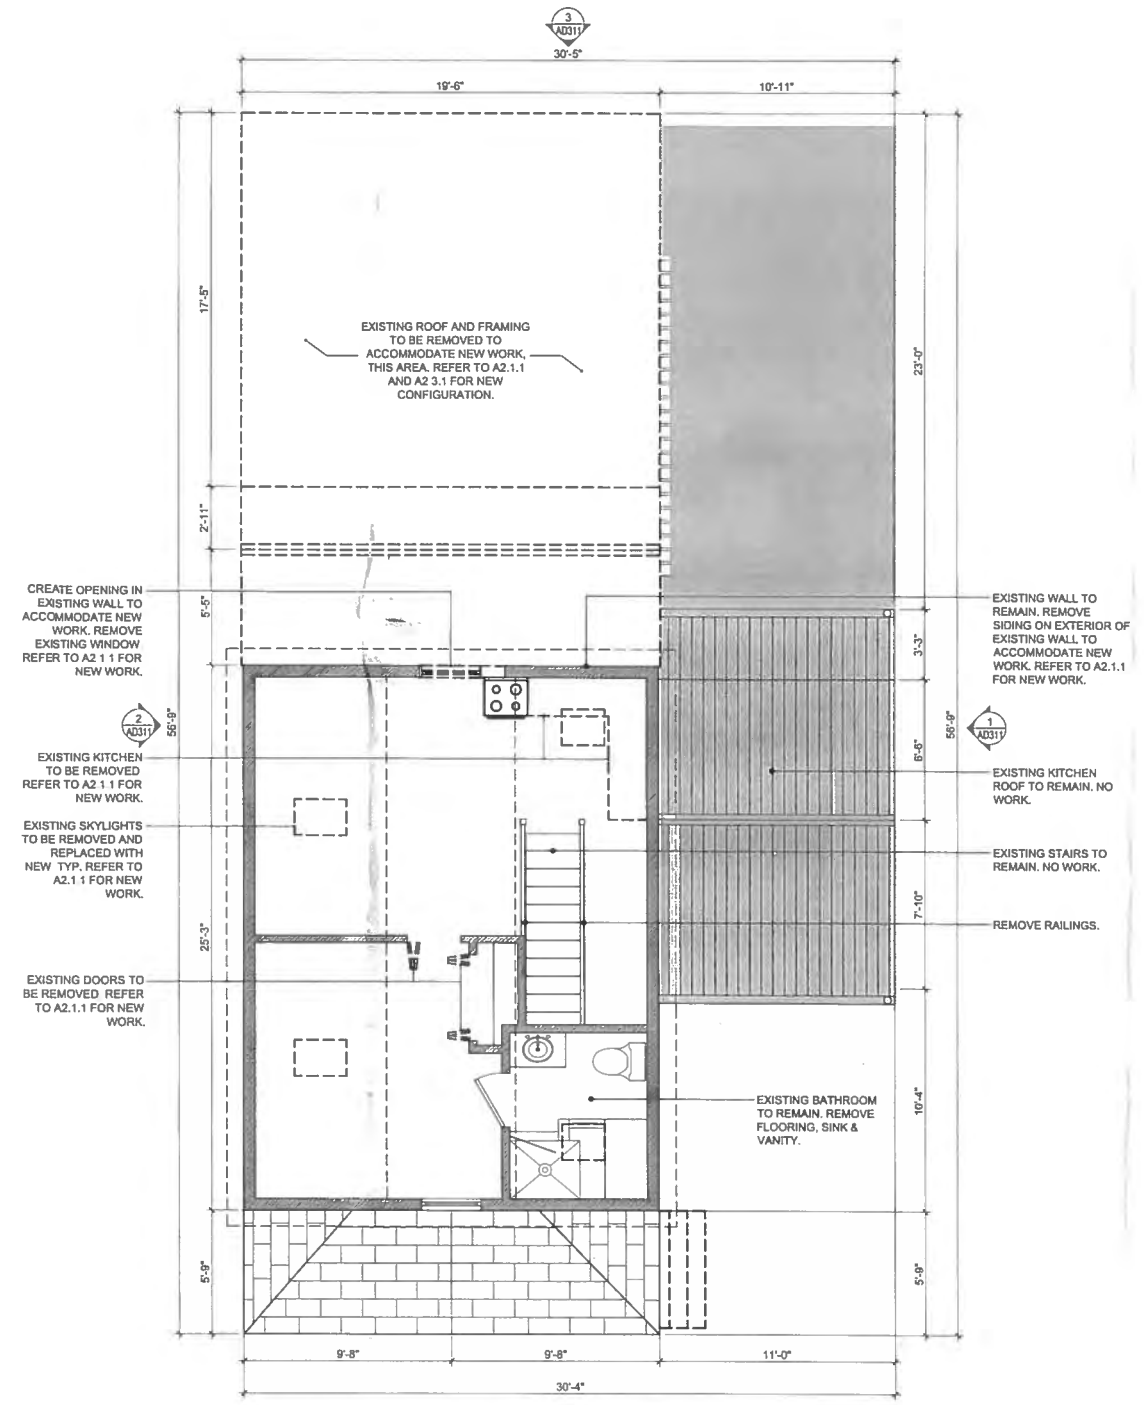 3
AD311
30'-5"
19'-6"
10'-11"
17'-5"
23'-0"
EXISTING ROOF AND FRAMING
TO BE REMOVED TO
ACCOMMODATE NEW WORK,
THIS AREA. REFER TO A2.1.1
AND A2 3.1 FOR NEW
CONFIGURATION.
2'-11"
5'-5"
CREATE OPENING IN
EXISTING WALL TO
ACCOMMODATE NEW
WORK. REMOVE
EXISTING WINDOW
REFER TO A2 1 1 FOR
NEW WORK.
EXISTING WALL TO
REMAIN. REMOVE
SIDING ON EXTERIOR OF
EXISTING WALL TO
ACCOMMODATE NEW
WORK. REFER TO A2.1.1
FOR NEW WORK.
3'-3"
2
AD311
56'-9"
56'-9"
1
AD311
6'-6"
EXISTING KITCHEN
TO BE REMOVED
REFER TO A2 1 1 FOR
NEW WORK.
EXISTING KITCHEN
ROOF TO REMAIN. NO
WORK.
EXISTING SKYLIGHTS
TO BE REMOVED AND
REPLACED WITH
NEW TYP. REFER TO
A2.1 1 FOR NEW
WORK.
EXISTING STAIRS TO
REMAIN. NO WORK.
7'-10"
REMOVE RAILINGS.
25'-3"
EXISTING DOORS TO
BE REMOVED REFER
TO A2.1.1 FOR NEW
WORK.
EXISTING BATHROOM
TO REMAIN. REMOVE
FLOORING, SINK &
VANITY.
10'-4"
5'-9"
5'-9"
9'-8"
9'-8"
11'-0"
30'-4"